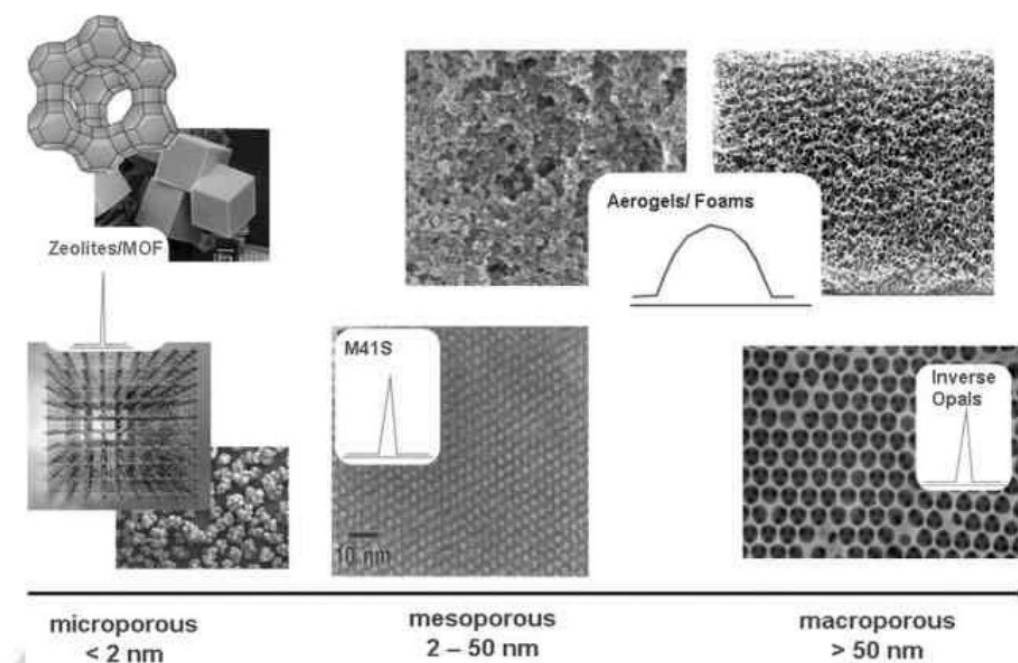 Zeolites/MOF
Aerogels/ Foams
M41S
10 nm
Inverse
Opals
microporous
< 2 nm
mesoporous
2 – 50 nm
macroporous
> 50 nm